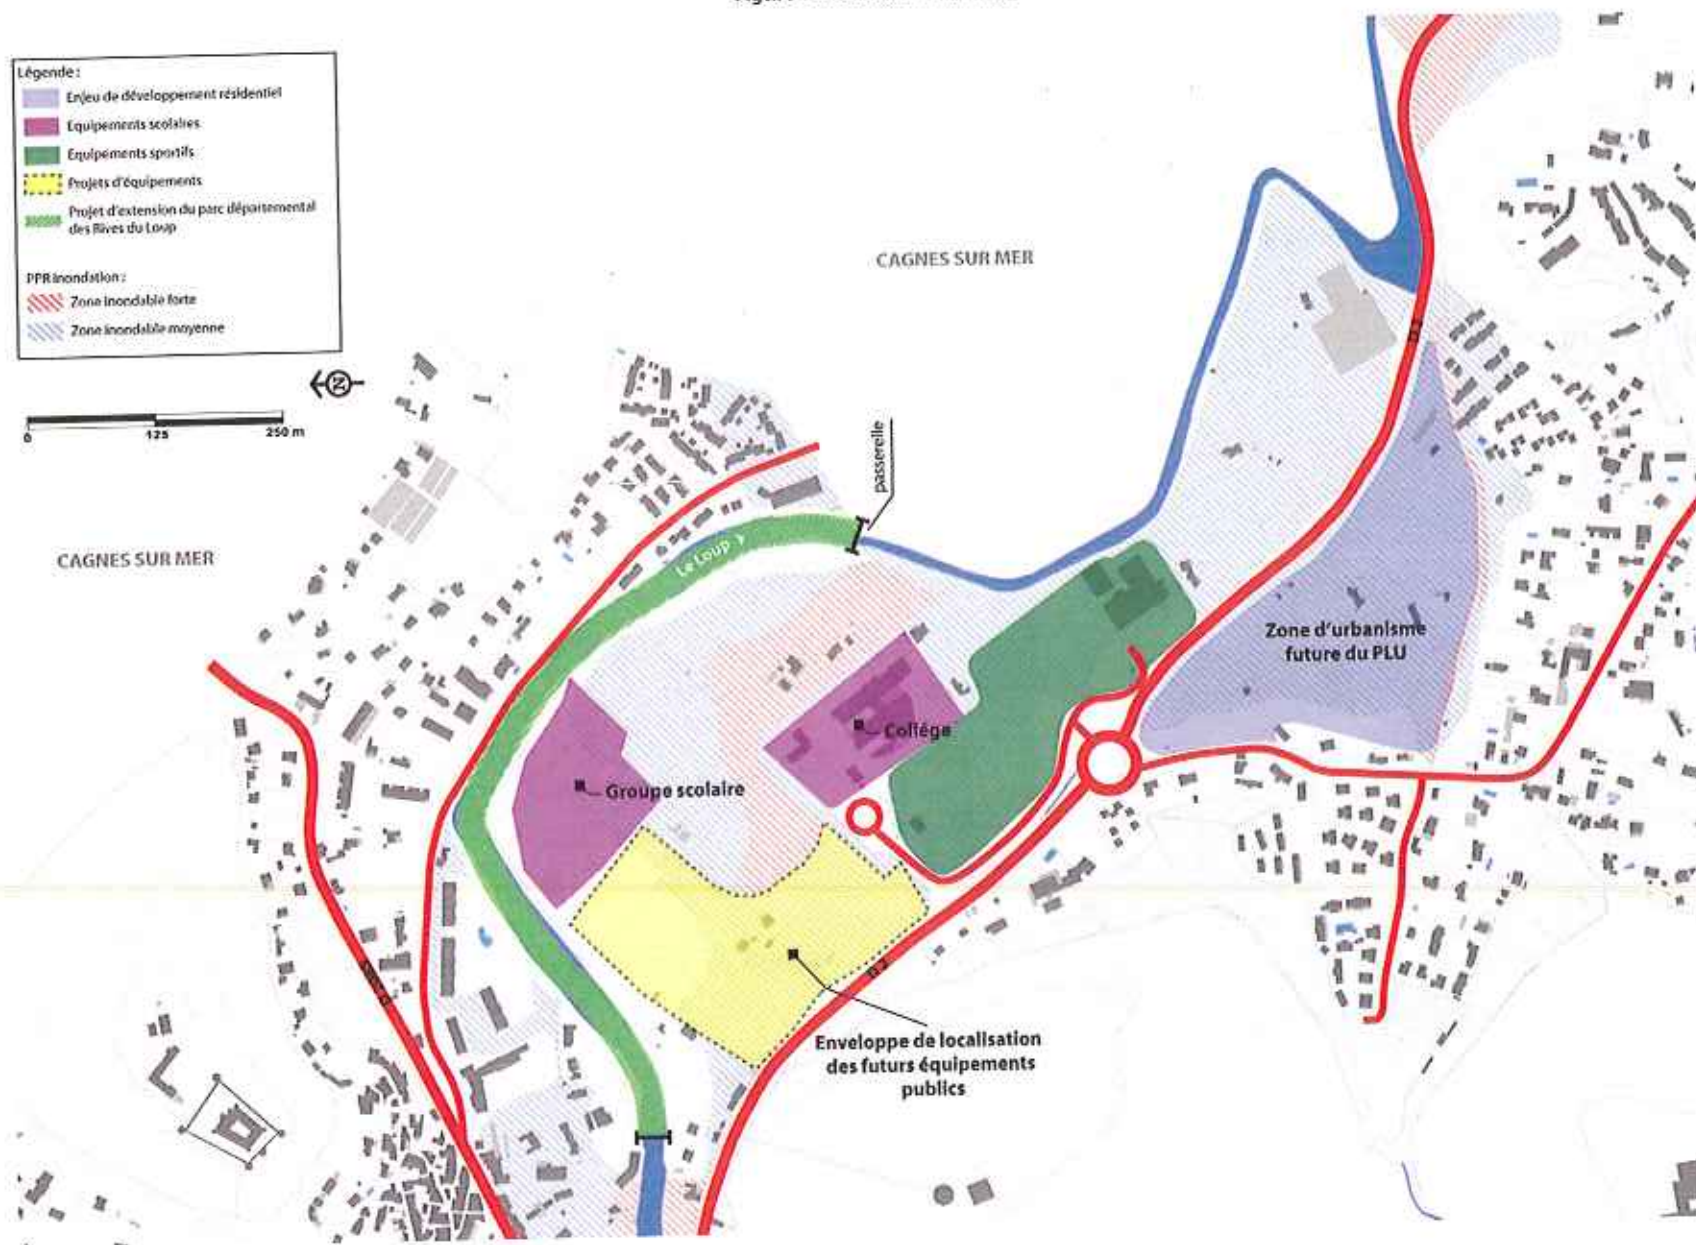 Légende :
Enjeu de développement résidentiel
Equipements scolaires
Equipements sportifs
Projets d'équipements
Projet d'extension du parc départemental
des Rives du Loup
PPR inondation :
Zone inondable forte
Zone inondable moyenne
N
0 125 250 m
CAGNES SUR MER
CAGNES SUR MER
passerelle
Le Loup
Zone d'urbanisme
future du PLU
Collège
Groupe scolaire
D 2
Enveloppe de localisation
des futurs équipements
publics